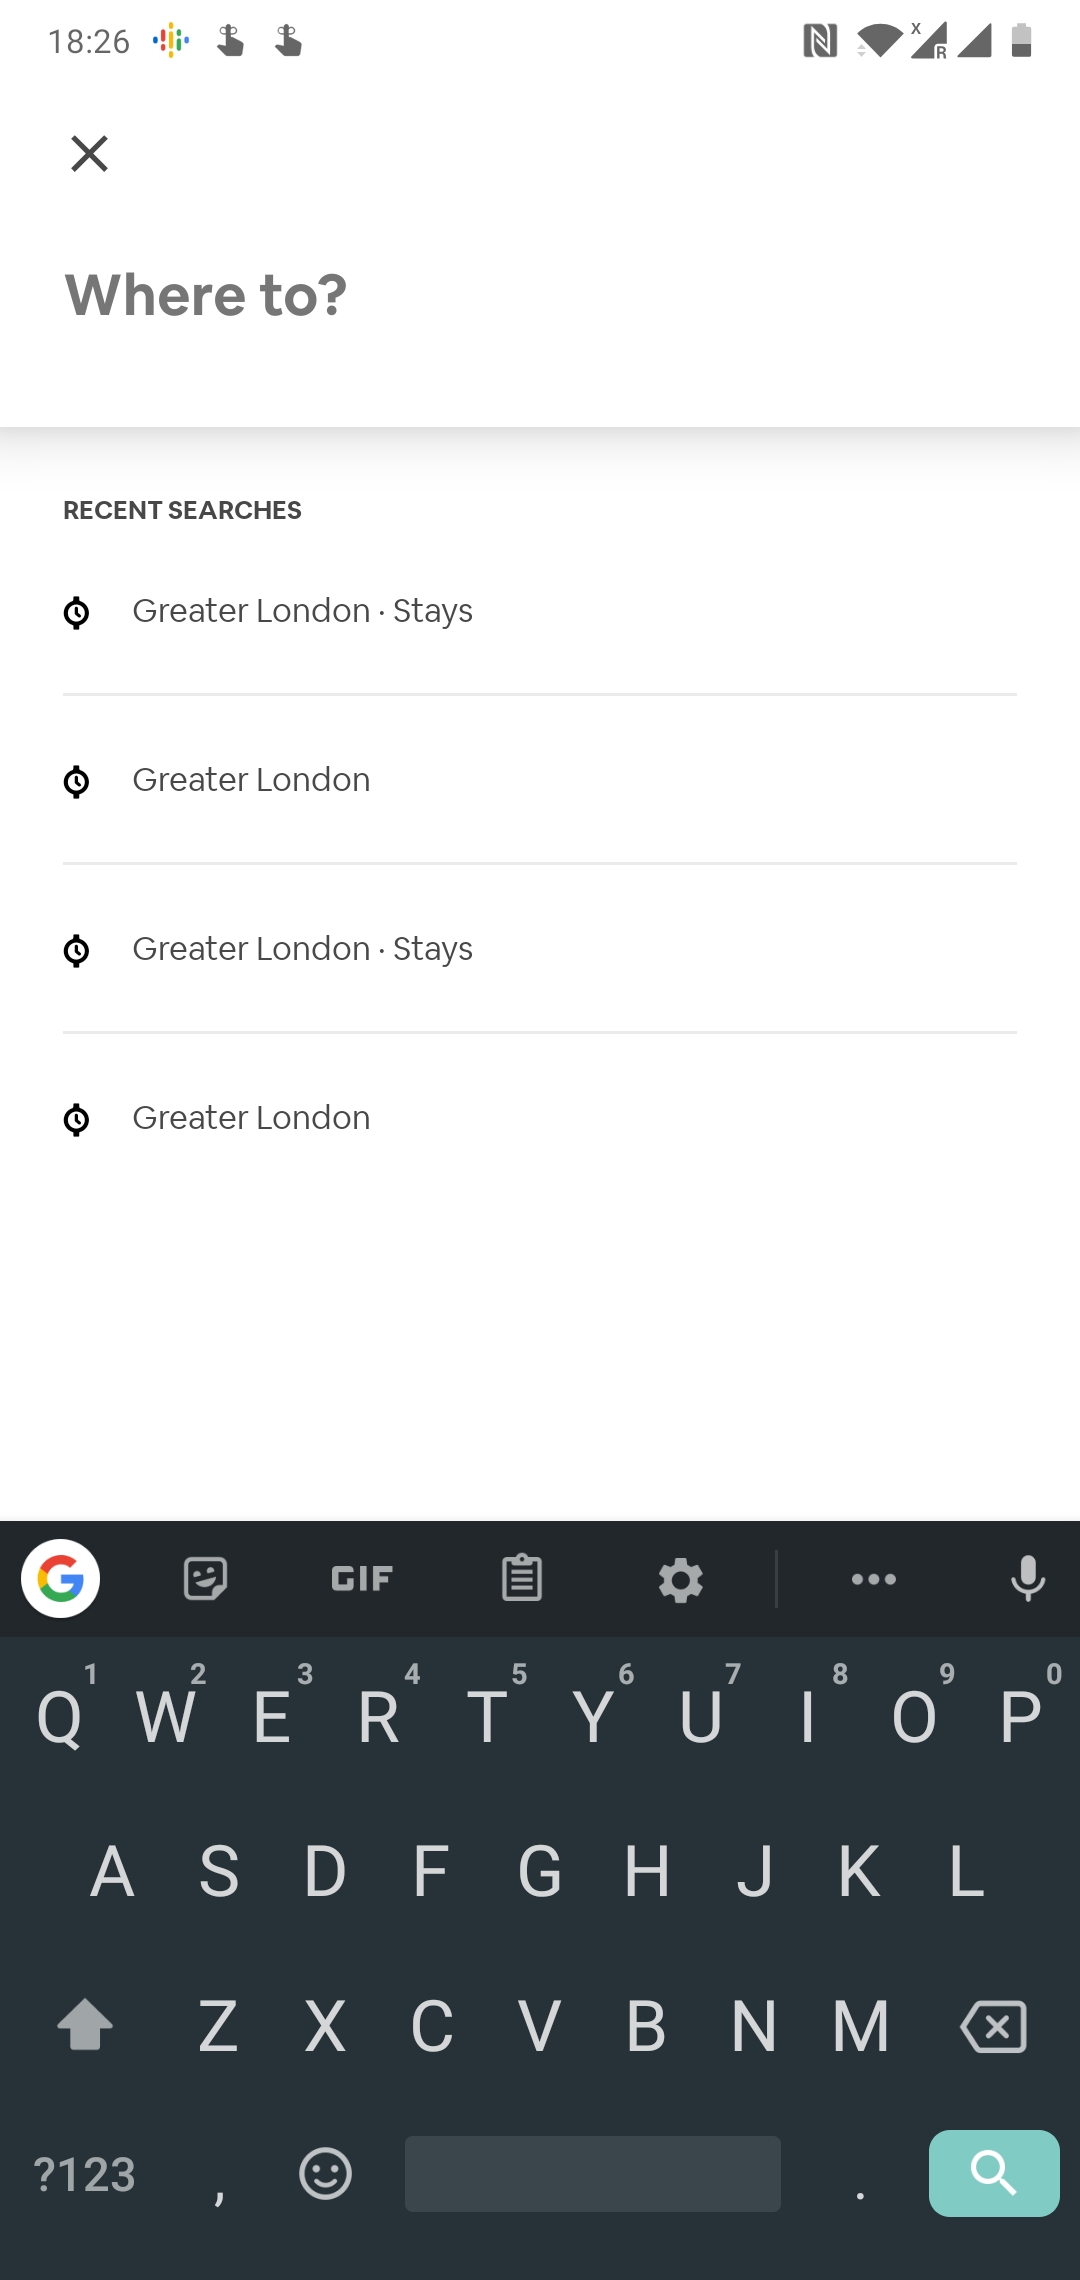 18:26
Where to?
RECENT SEARCHES
Greater London · Stays
Greater London
Greater London · Stays
Greater London
GIF
1 2 3 4 5 6 7 8 9 0
Q W E R T Y U I O P
A S D F G H J K L
Z X C V B N M
?123 , .